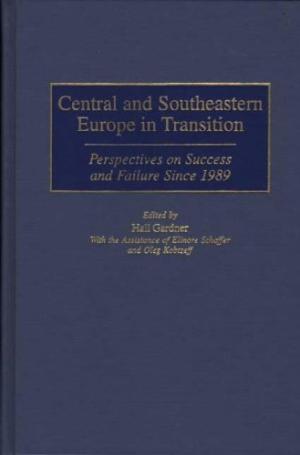 Central and Southeastern
Europe in Transition
Perspectives on Success
and Failure Since 1989
Edited by
Hall Gardner
With the Assistance of Elinore Schaffer
and Oleg Kobtzeff